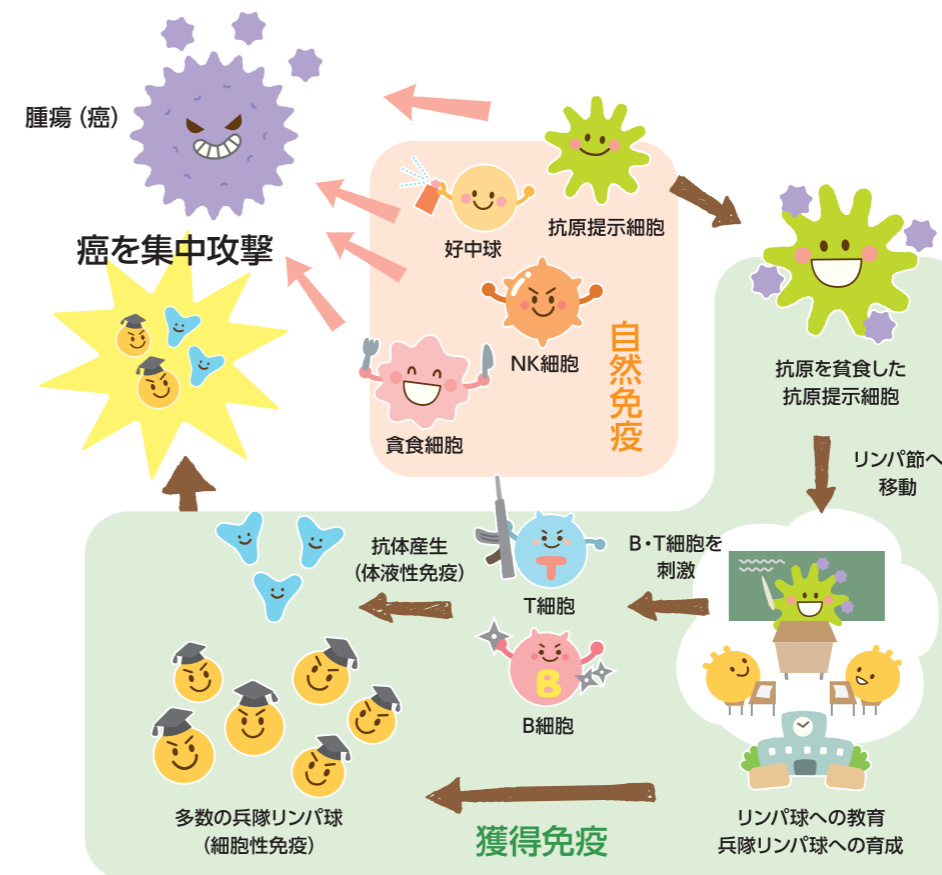 腫瘍（癌）
癌を集中攻撃
好中球
抗原提示細胞
NK細胞
貪食細胞
自然免疫
抗原を貧食した
抗原提示細胞
リンパ節へ
移動
B・T細胞を
刺激
T
T細胞
B
B細胞
抗体産生
（体液性免疫）
多数の兵隊リンパ球
（細胞性免疫）
獲得免疫
リンパ球への教育
兵隊リンパ球への育成